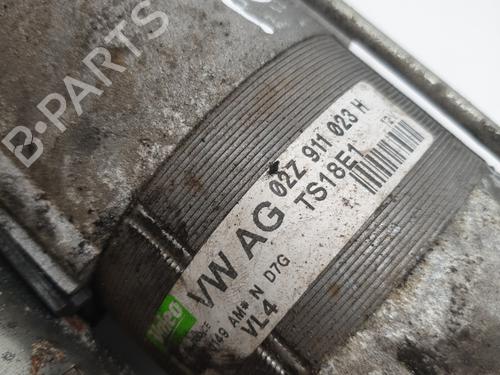 B-PARTS
Valeo
VW AG 02Z 911 023 H
TS18E1
AM* N D7G
VL4